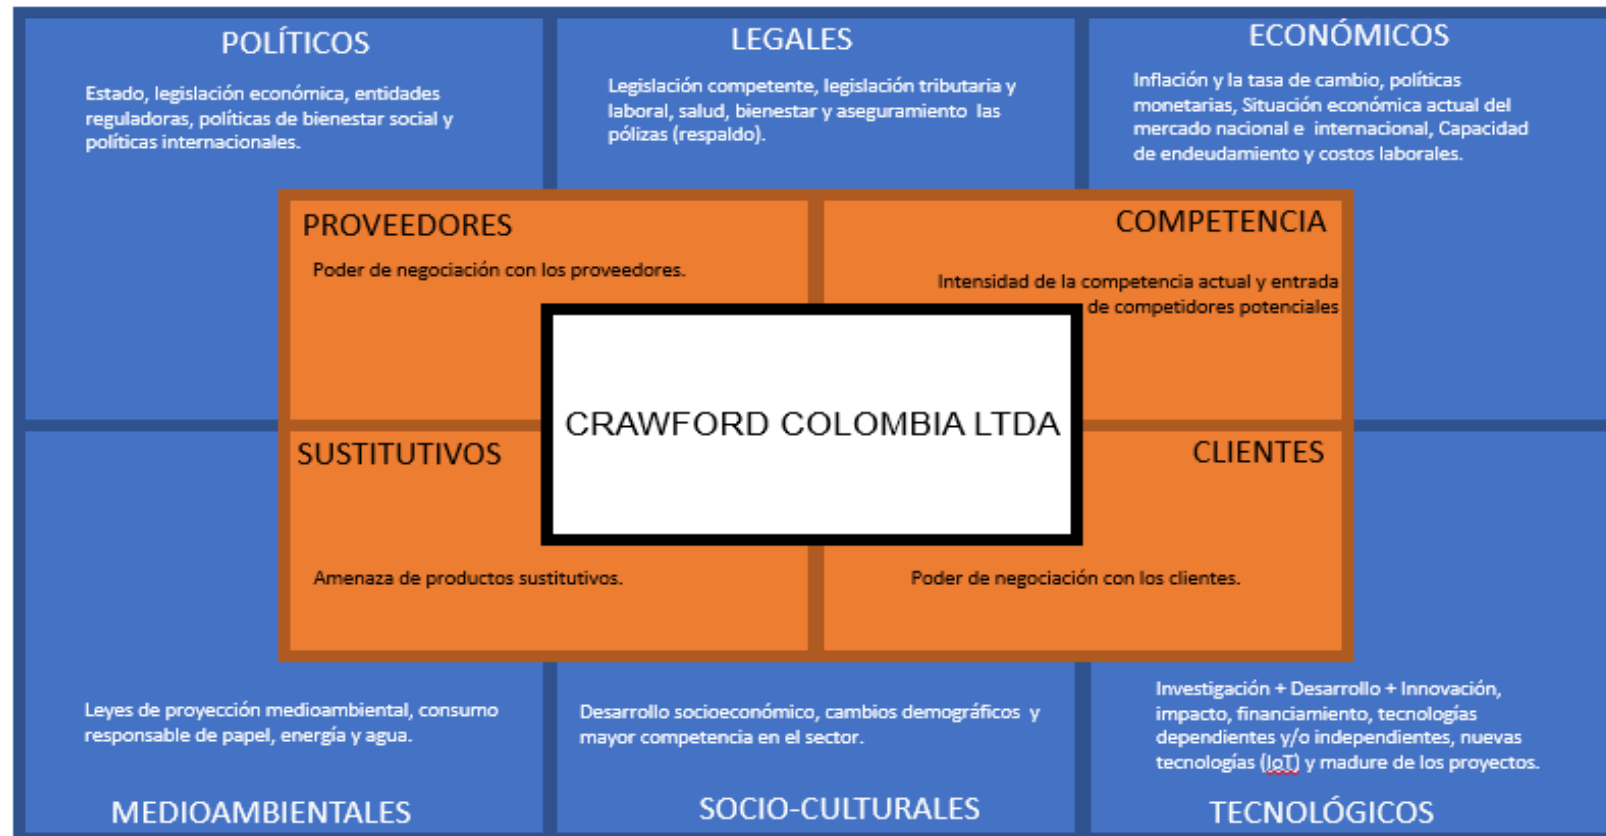 POLÍTICOS
Estado, legislación económica, entidades
reguladoras, políticas de bienestar social y
políticas internacionales.
LEGALES
Legislación competente, legislación tributaria y
laboral, salud, bienestar y aseguramiento las
pólizas (respaldo).
ECONÓMICOS
Inflación y la tasa de cambio, políticas
monetarias, Situación económica actual del
mercado nacional e internacional, Capacidad
de endeudamiento y costos laborales.
PROVEEDORES
Poder de negociación con los proveedores.
COMPETENCIA
Intensidad de la competencia actual y entrada
de competidores potenciales
CRAWFORD COLOMBIA LTDA
SUSTITUTIVOS
Amenaza de productos sustitutivos.
CLIENTES
Poder de negociación con los clientes.
Leyes de proyección medioambiental, consumo
responsable de papel, energía y agua.
MEDIOAMBIENTALES
Desarrollo socioeconómico, cambios demográficos y
mayor competencia en el sector.
SOCIO-CULTURALES
Investigación + Desarrollo + Innovación,
impacto, financiamiento, tecnologías
dependientes y/o independientes, nuevas
tecnologías (IoT) y madure de los proyectos.
TECNOLÓGICOS